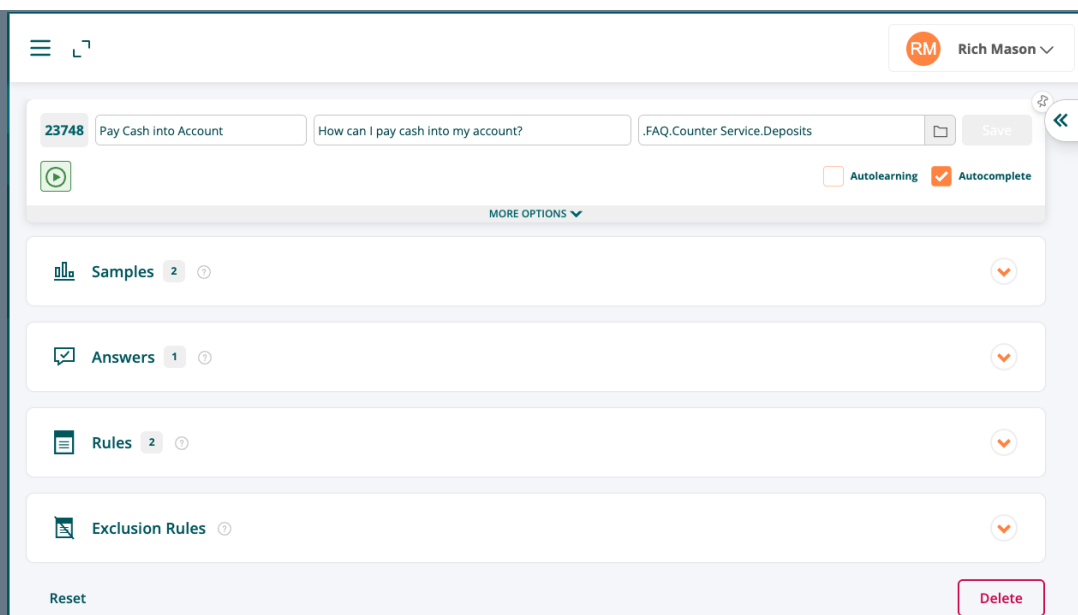 RM Rich Mason
23748 Pay Cash into Account How can I pay cash into my account? .FAQ.Counter Service.Deposits Save
Autolearning Autocomplete
MORE OPTIONS
Samples 2 ?
Answers 1 ?
Rules 2 ?
Exclusion Rules ?
Reset Delete